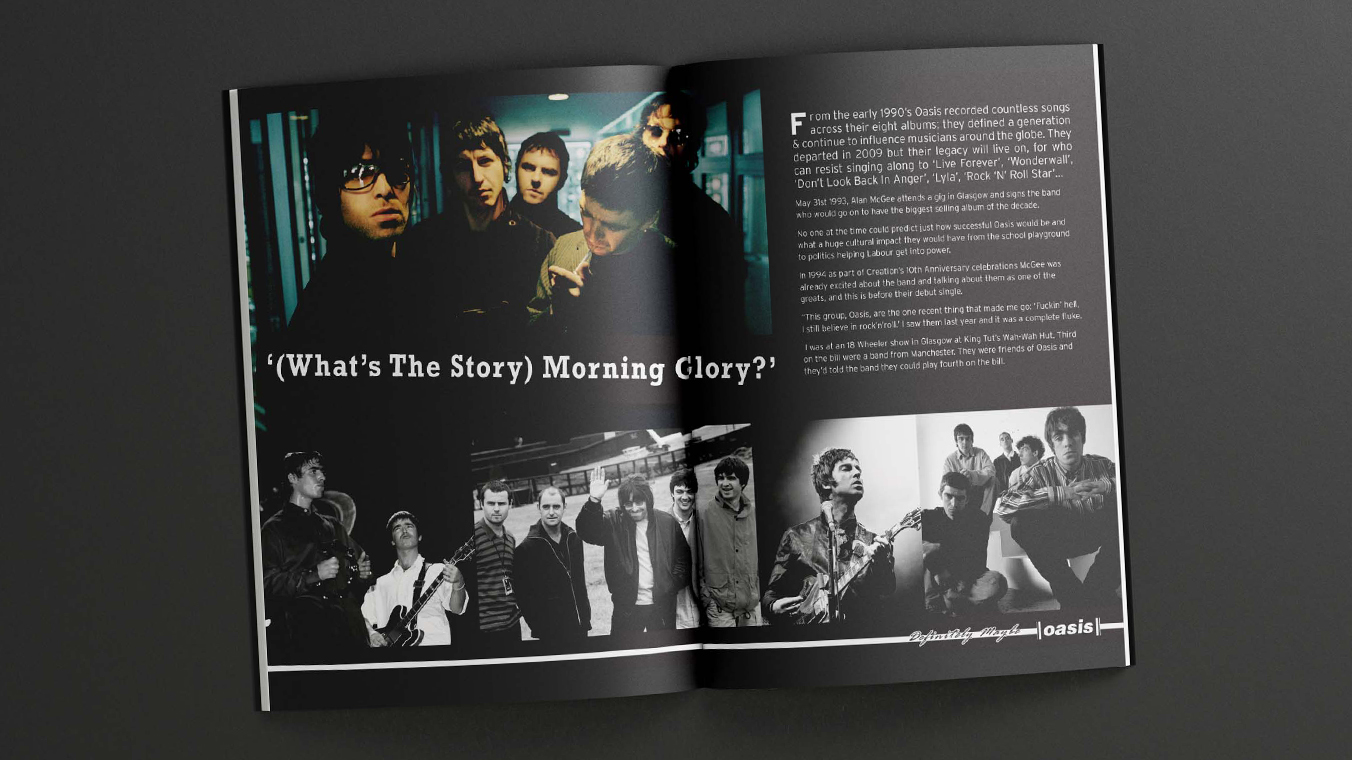 ‘(What’s The Story) Morning Glory?’
From the early 1990's Oasis recorded countless songs
across their eight albums; they defined a generation
& continue to influence musicians around the globe. They
departed in 2009 but their legacy will live on, for who
can resist singing along to ‘Live Forever’, ‘Wonderwall’,
‘Don't Look Back In Anger’, ‘Lyla’, ‘Rock 'N' Roll Star’...
May 31st 1993, Alan McGee attends a gig in Glasgow and signs the band
who would go on to have the biggest selling album of the decade.
No one at the time could predict just how successful Oasis would be and
what a huge cultural impact they would have from the school playground
to politics helping Labour get into power.
In 1994 as part of Creation's 10th Anniversary celebrations McGee was
already excited about the band and talking about them as one of the
greats, and this is before their debut single.
“This group, Oasis, are the one recent thing that made me go: ‘Fuckin' hell,
I still believe in rock'n'roll.’ I saw them last year and it was a complete fluke.
I was at an 18 Wheeler show in Glasgow at King Tut's Wah-Wah Hut. Third
on the bill were a band from Manchester. They were friends of Oasis and
they'd told the band they could play fourth on the bill.
Definitely Maybe
oasis